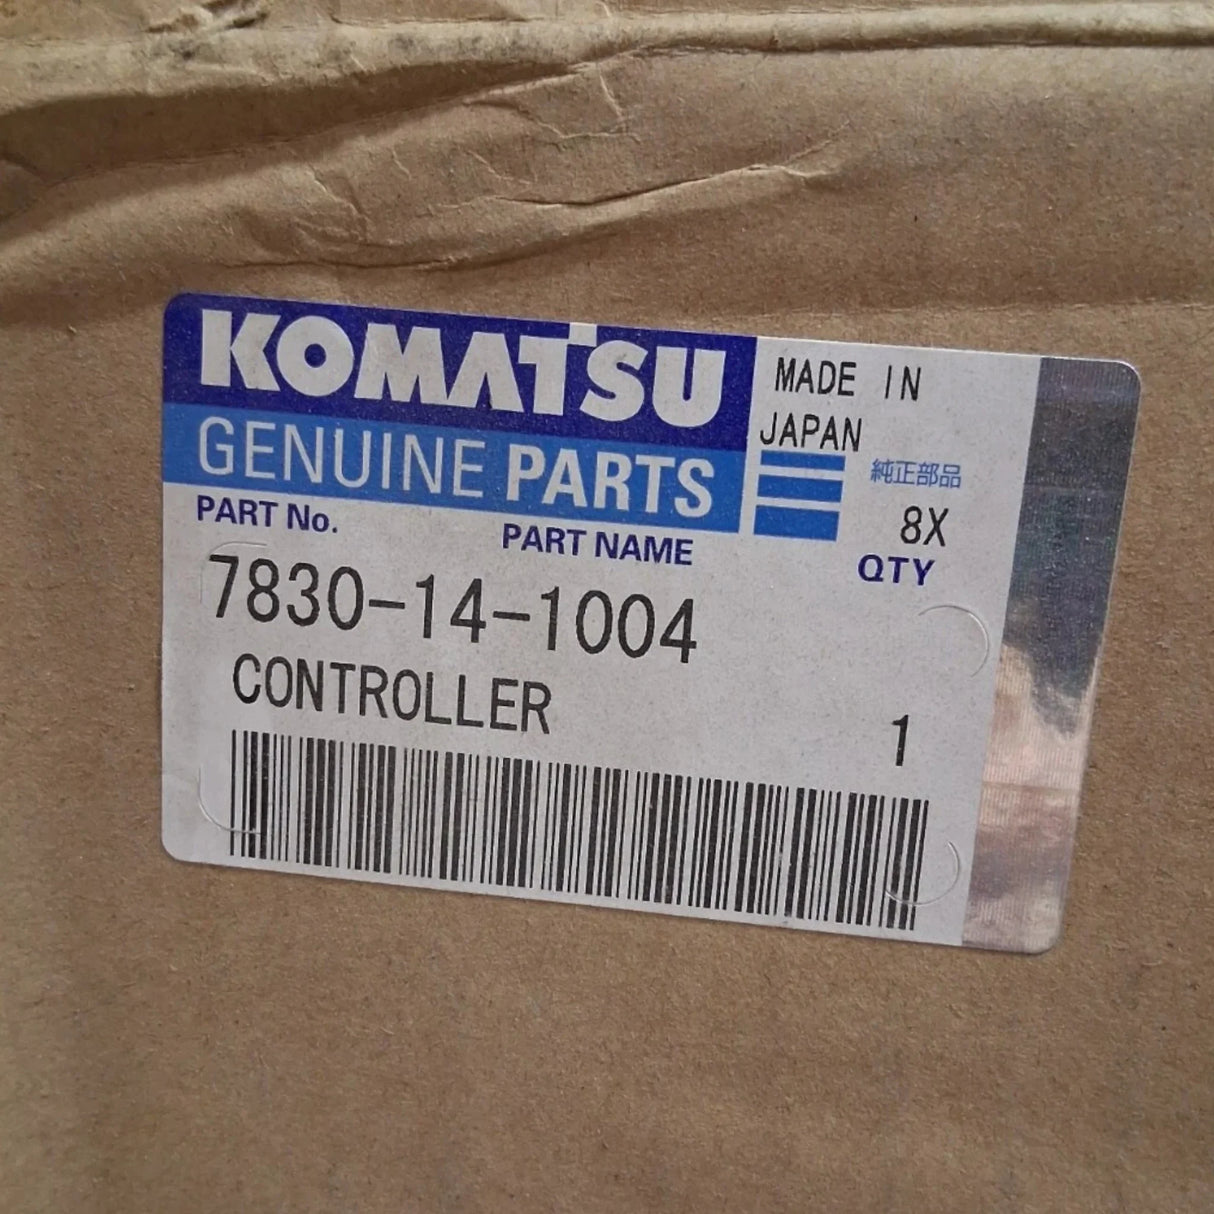 KOMATSU
GENUINE PARTS
MADE IN
JAPAN
純正部品
8X
PART No.
PART NAME
QTY
7830-14-1004
CONTROLLER
1